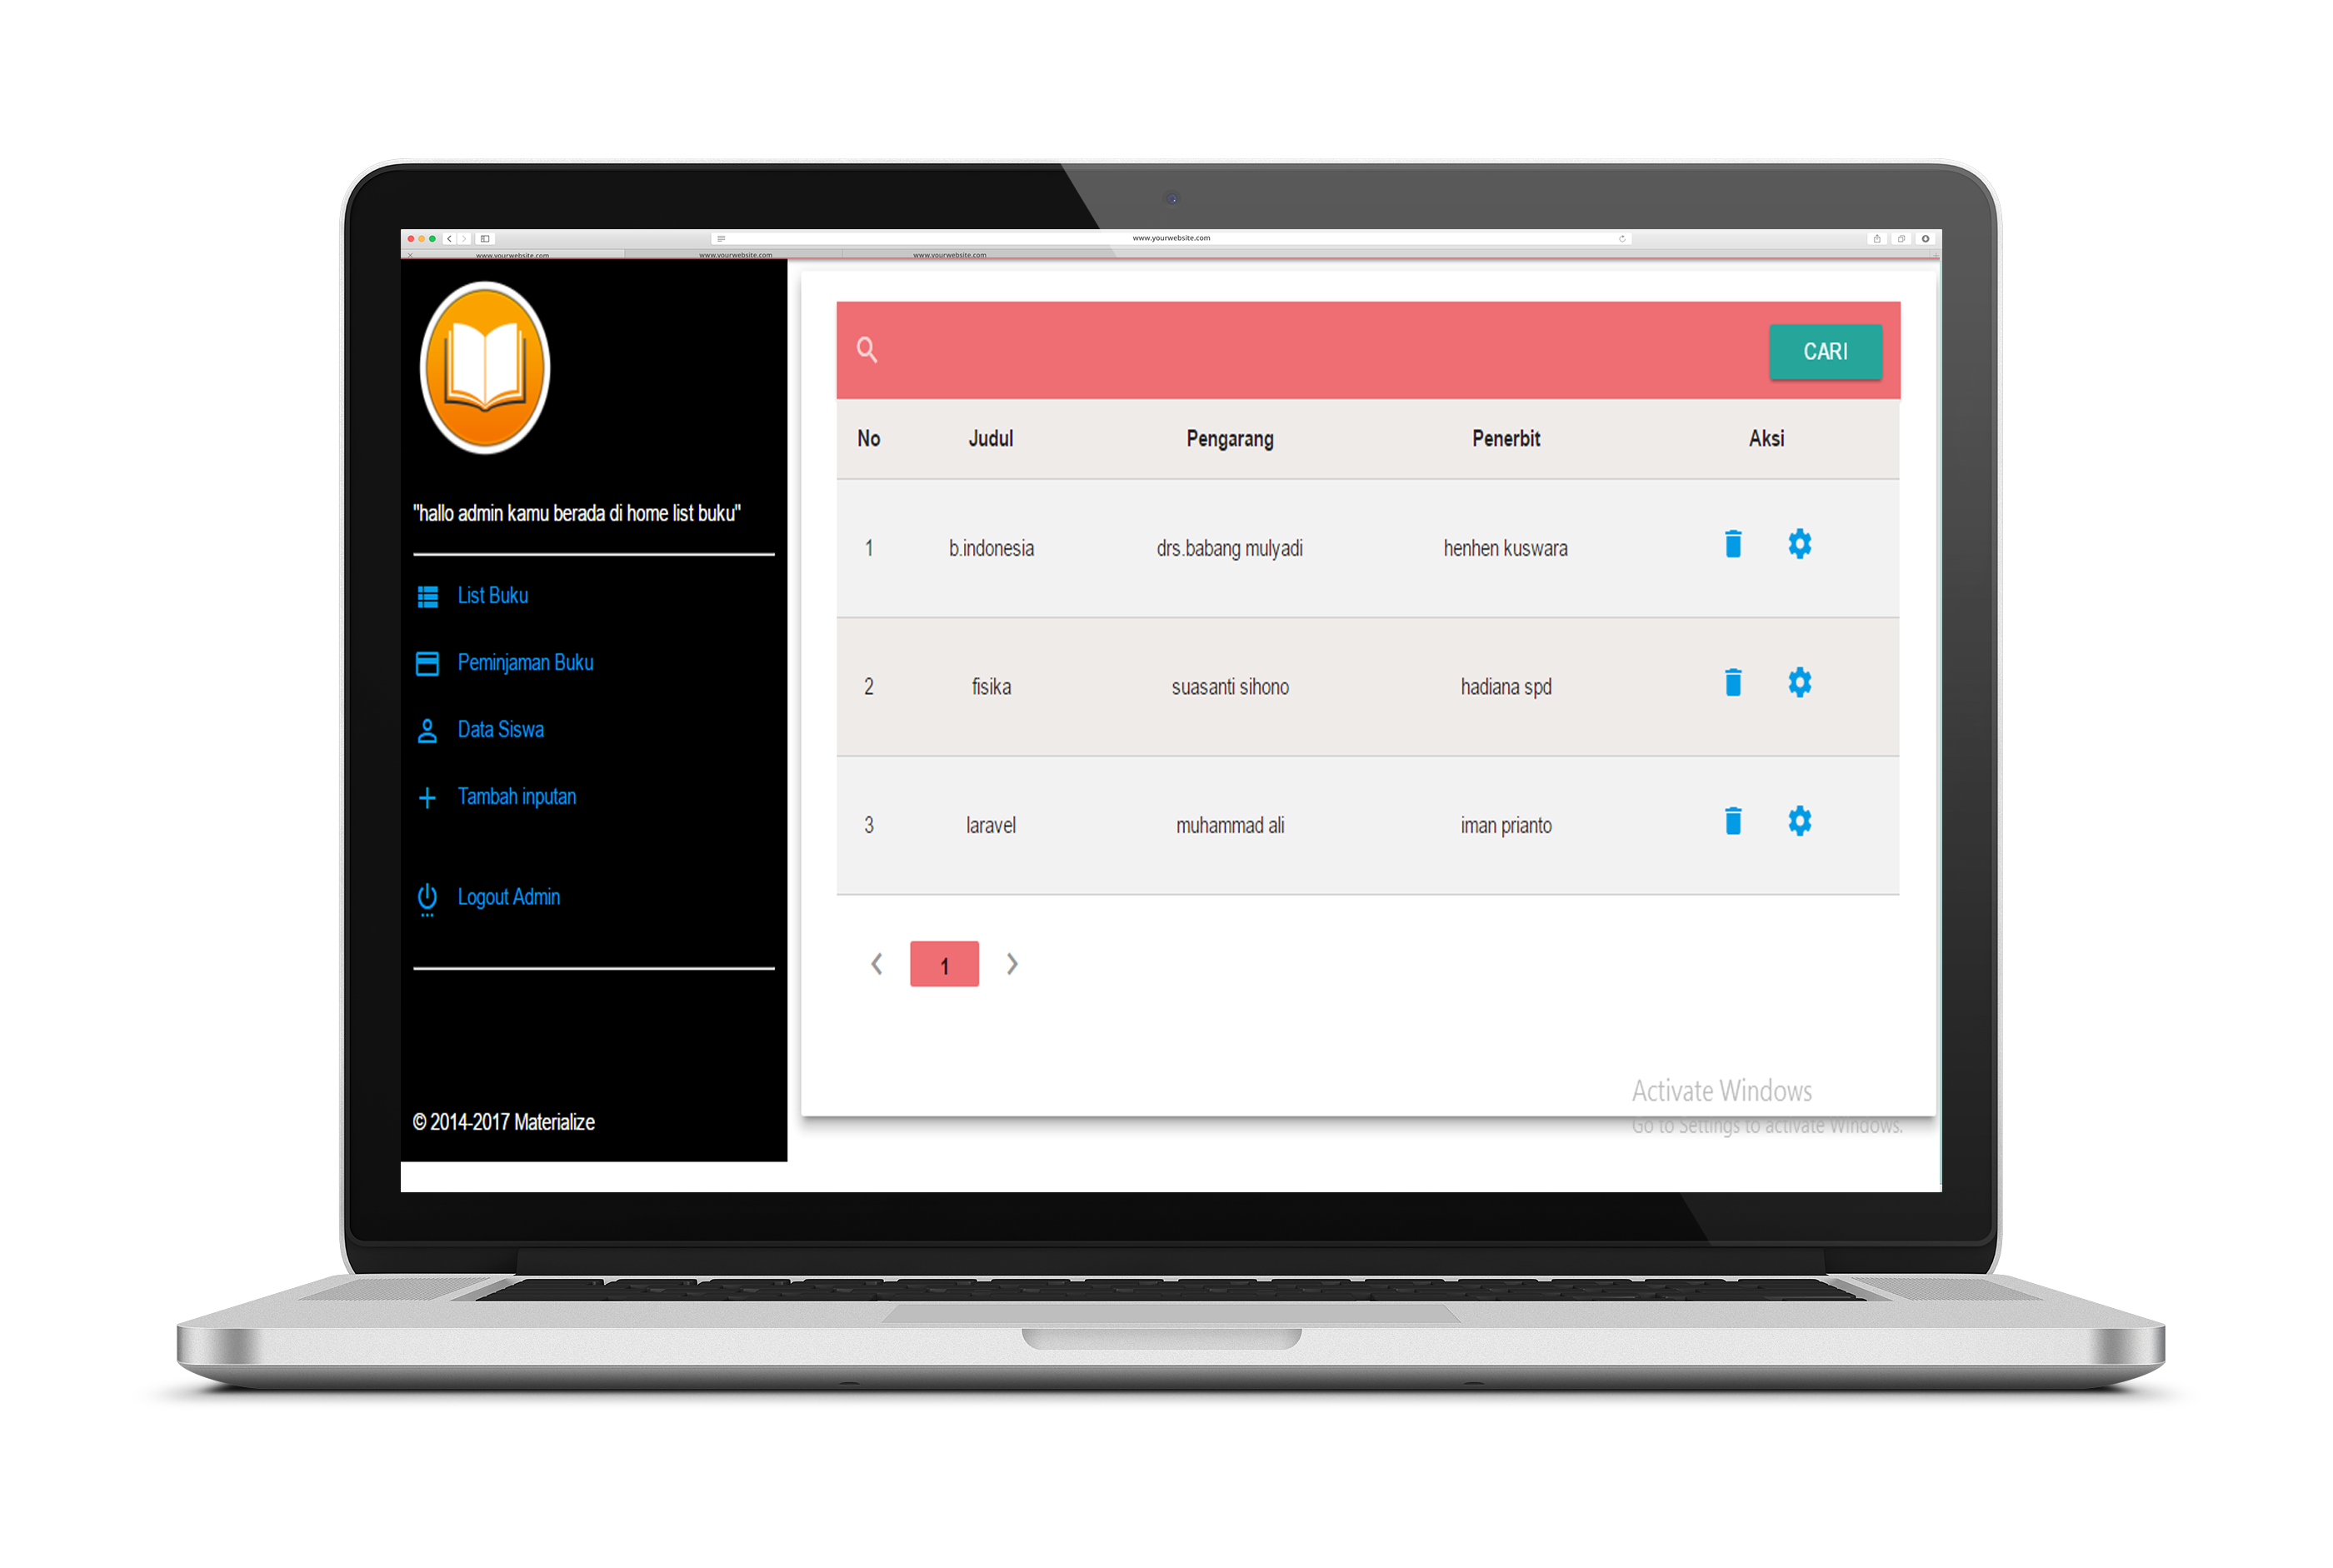 www.yourwebsite.com
www.yourwebsite.com www.yourwebsite.com www.yourwebsite.com
"hallo admin kamu berada di home list buku"
List Buku
Peminjaman Buku
Data Siswa
Tambah inputan
Logout Admin
© 2014-2017 Materialize
CARI
No Judul Pengarang Penerbit Aksi
1 b.indonesia drs.babang mulyadi henhen kuswara
2 fisika suasanti sihono hadiana spd
3 laravel muhammad ali iman prianto
1
Activate Windows
Go to Settings to activate Windows.